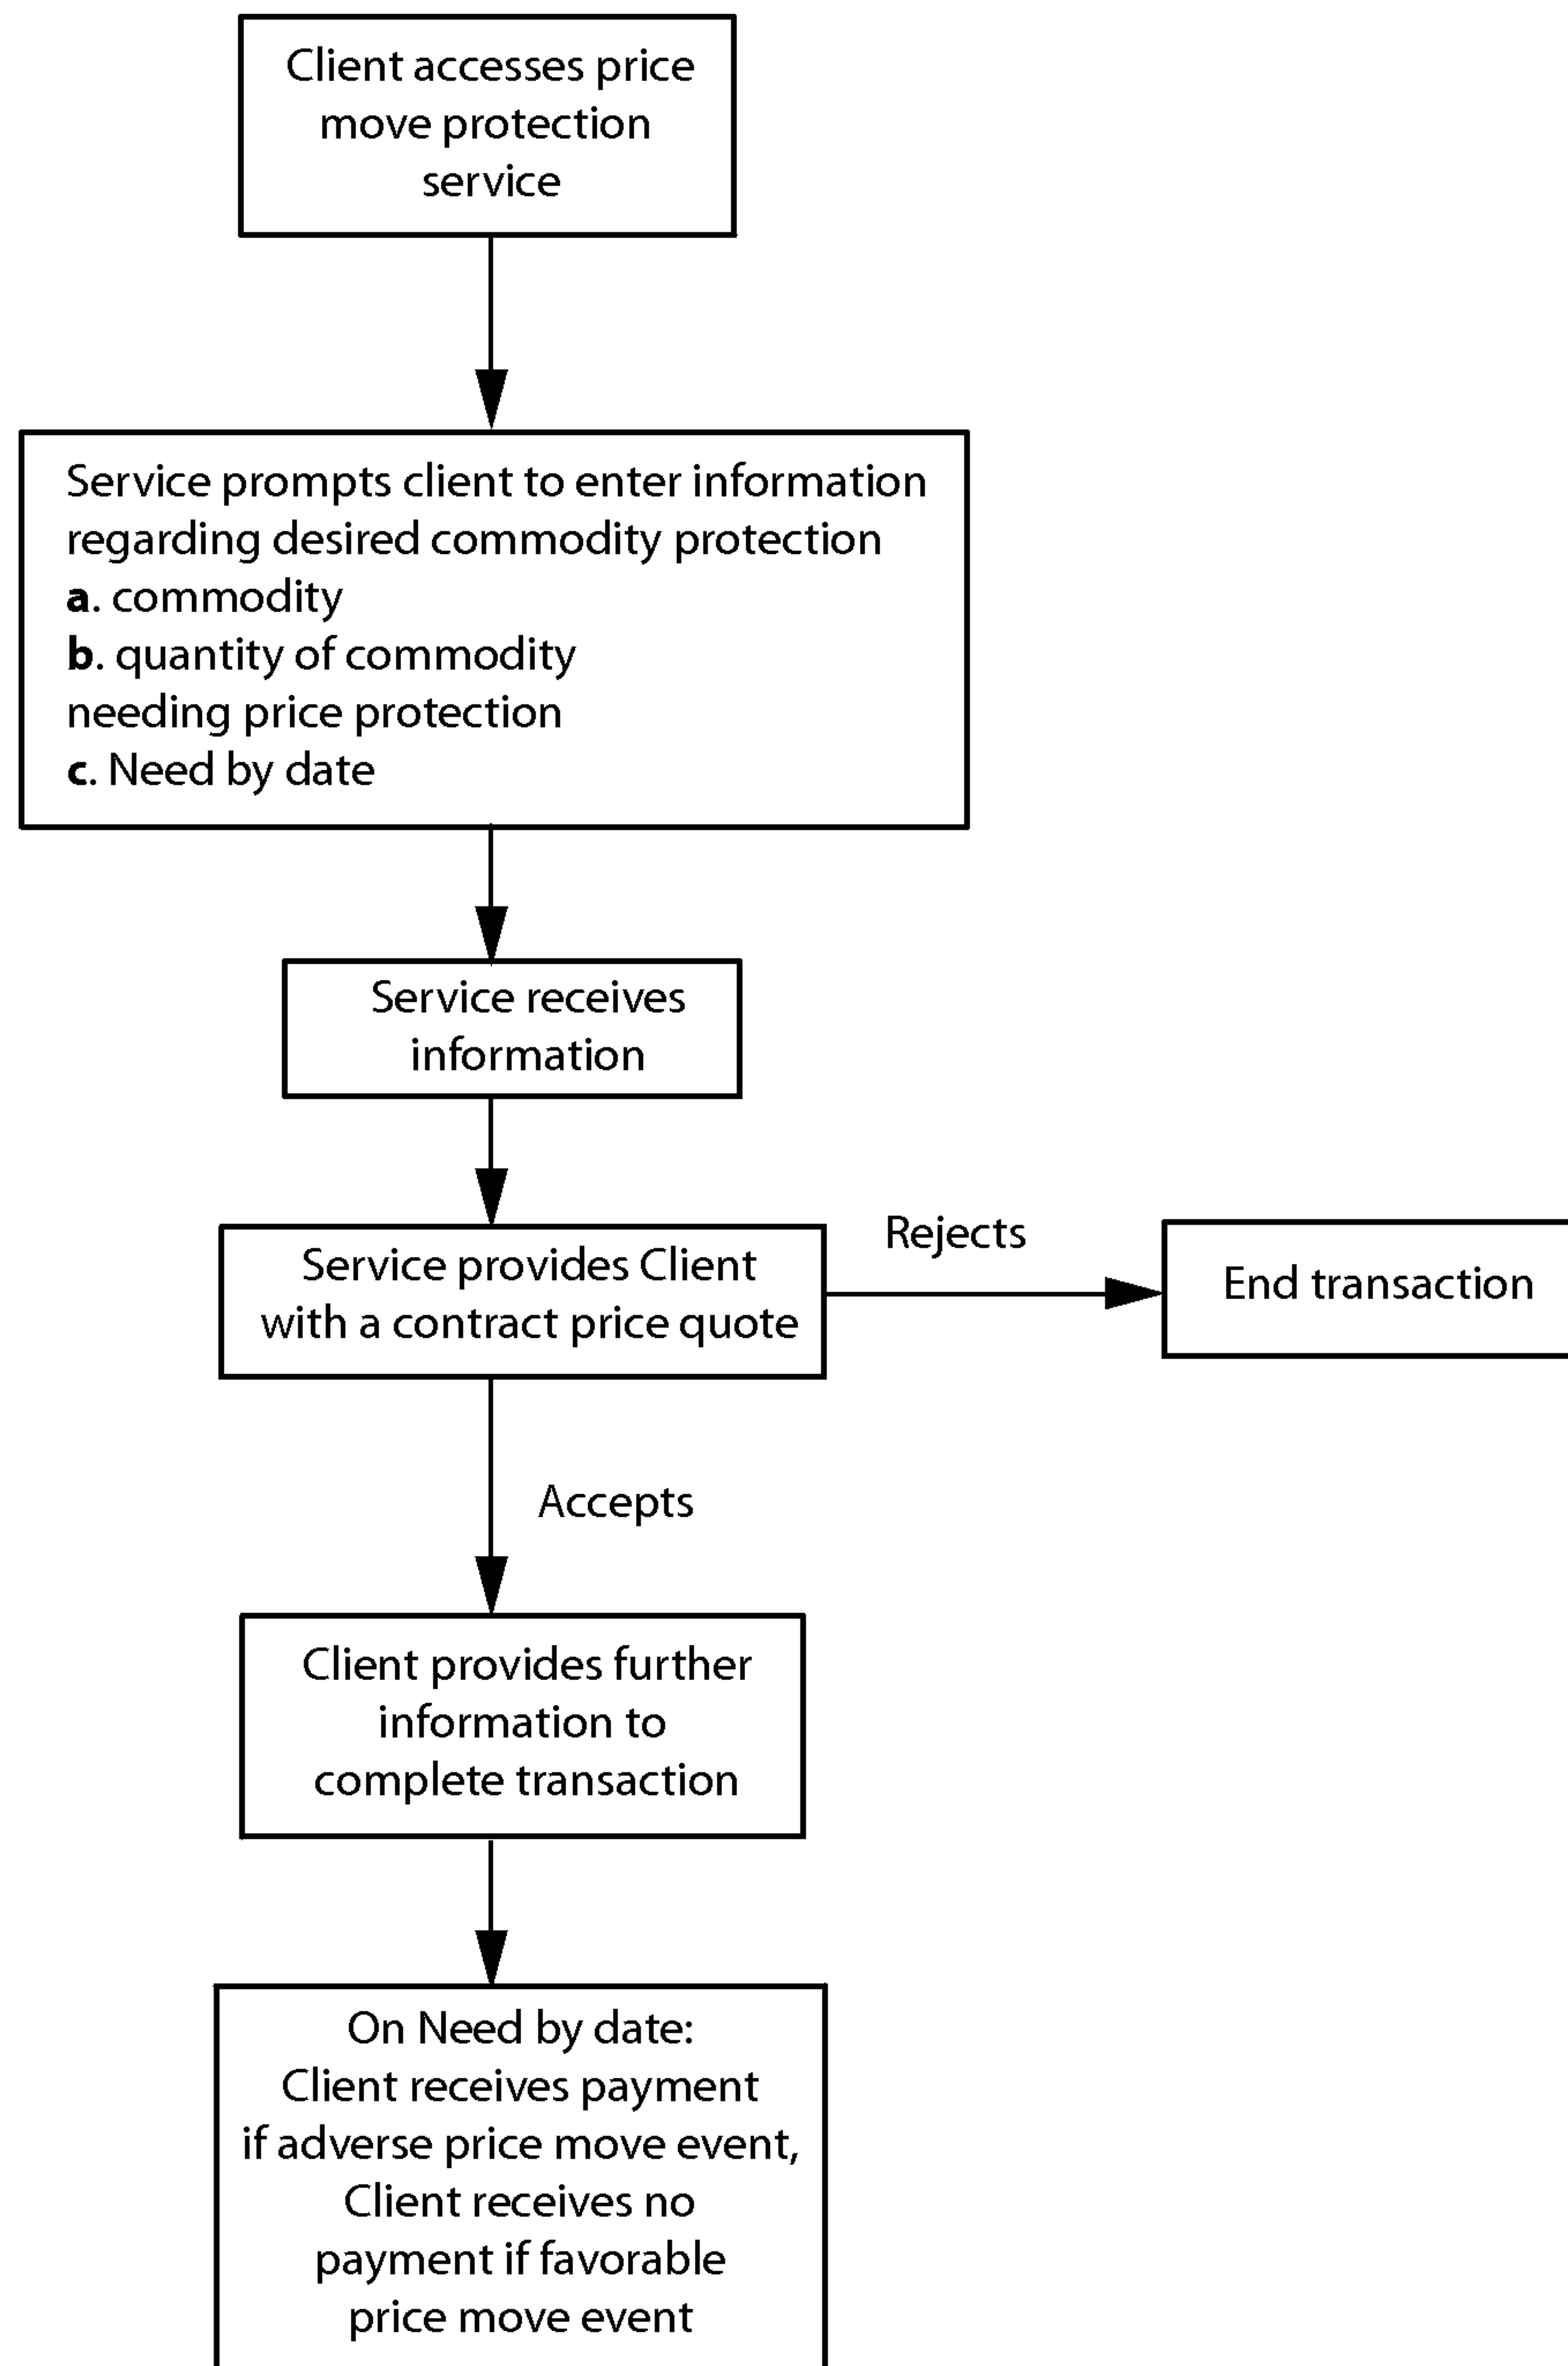 Client accesses price
move protection
service
Service prompts client to enter information
regarding desired commodity protection
a. commodity
b. quantity of commodity
needing price protection
c. Need by date
Service receives
information
Service provides Client
with a contract price quote
Rejects
End transaction
Accepts
Client provides further
information to
complete transaction
On Need by date:
Client receives payment
if adverse price move event,
Client receives no
payment if favorable
price move event